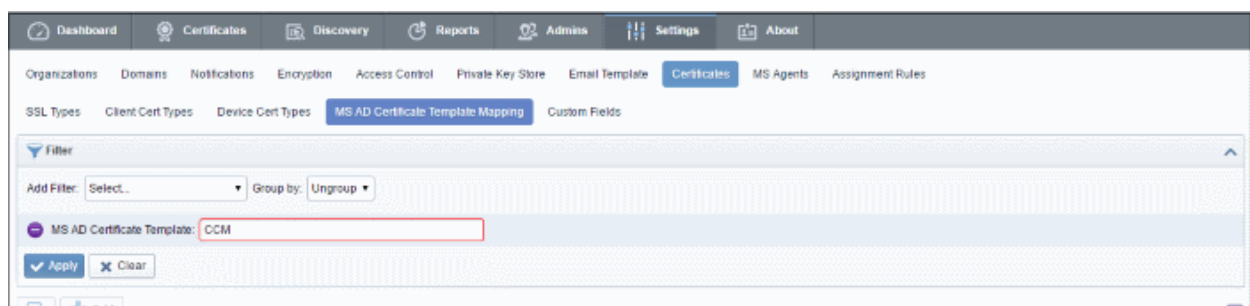 Dashboard Certificates Discovery Reports Admins Settings About
Organizations Domains Notifications Encryption Access Control Private Key Store Email Template Certificates MS Agents Assignment Rules
SSL Types Client Cert Types Device Cert Types MS AD Certificate Template Mapping Custom Fields
Filter
Add Filter: Select... Group by: Ungroup
MS AD Certificate Template: CCM
Apply Clear